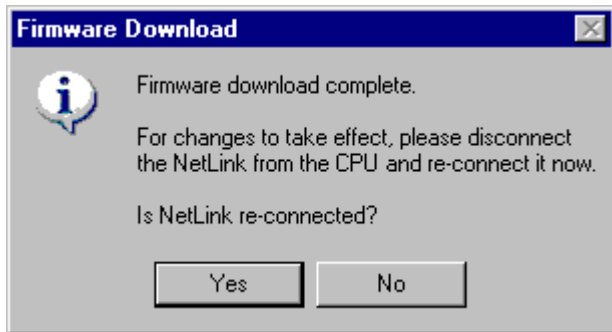 Firmware Download
Firmware download complete.
For changes to take effect, please disconnect
the NetLink from the CPU and re-connect it now.
Is NetLink re-connected?
Yes No